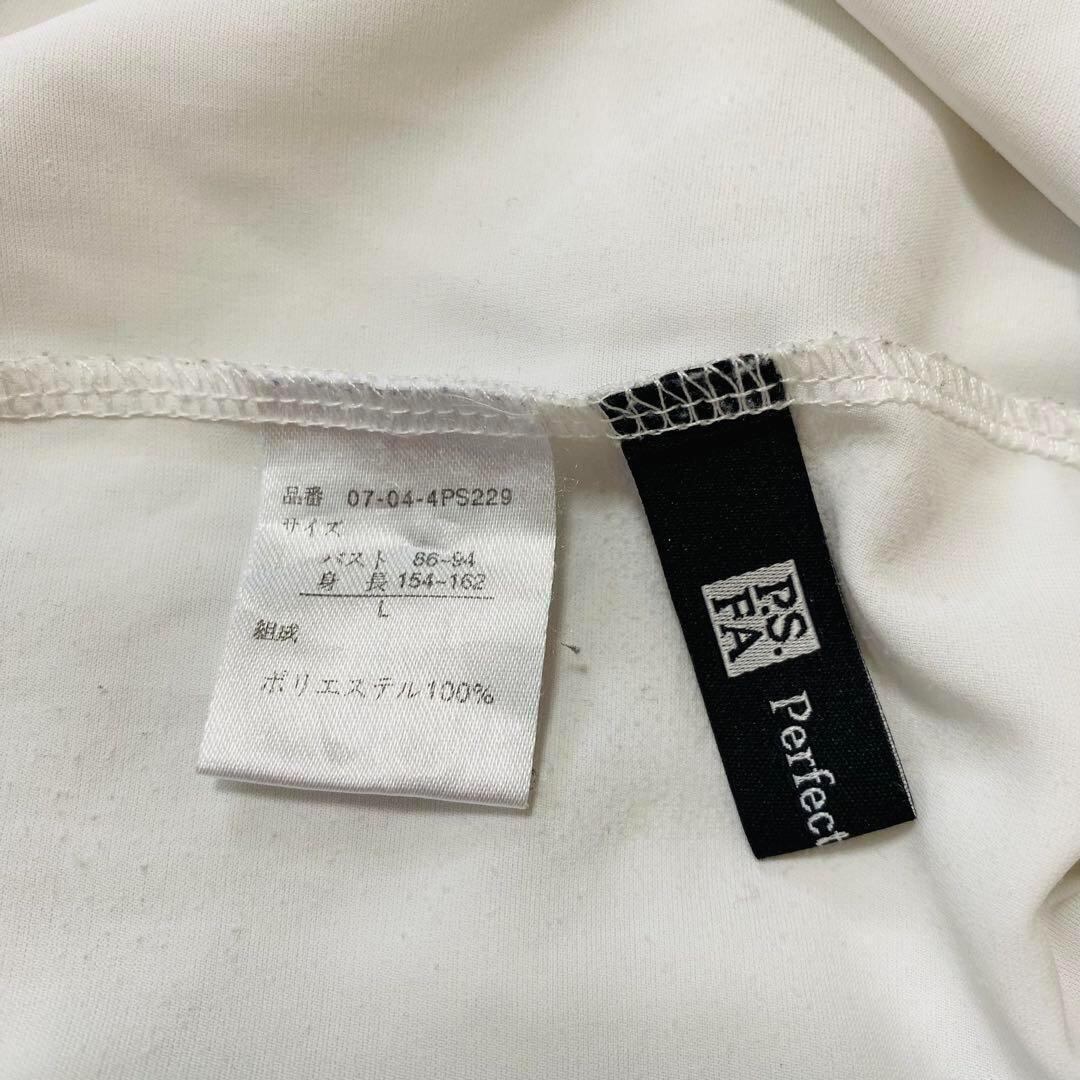 品番 07-04-4PS229
サイズ
バスト 86~94
身長 154~162
L
組成
ポリエステル100%
P.S.
FA
Perfect